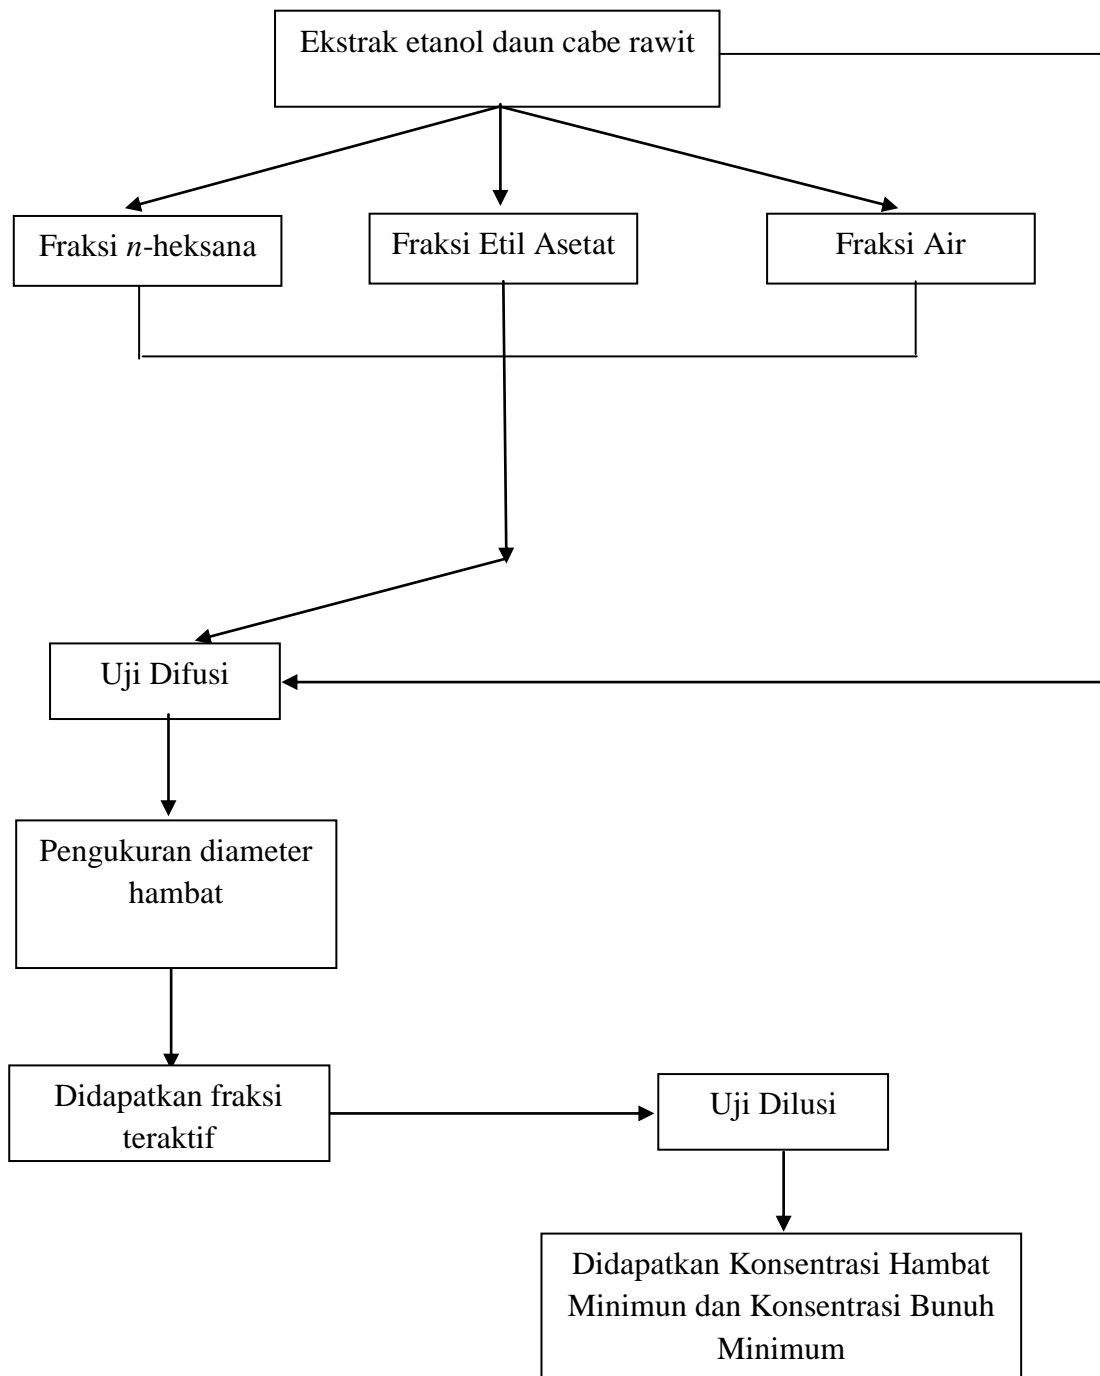 Ekstrak etanol daun cabe rawit
Fraksi n-heksana
Fraksi Etil Asetat
Fraksi Air
Uji Difusi
Pengukuran diameter
hambat
Didapatkan fraksi
teraktif
Uji Dilusi
Didapatkan Konsentrasi Hambat
Minimun dan Konsentrasi Bunuh
Minimum